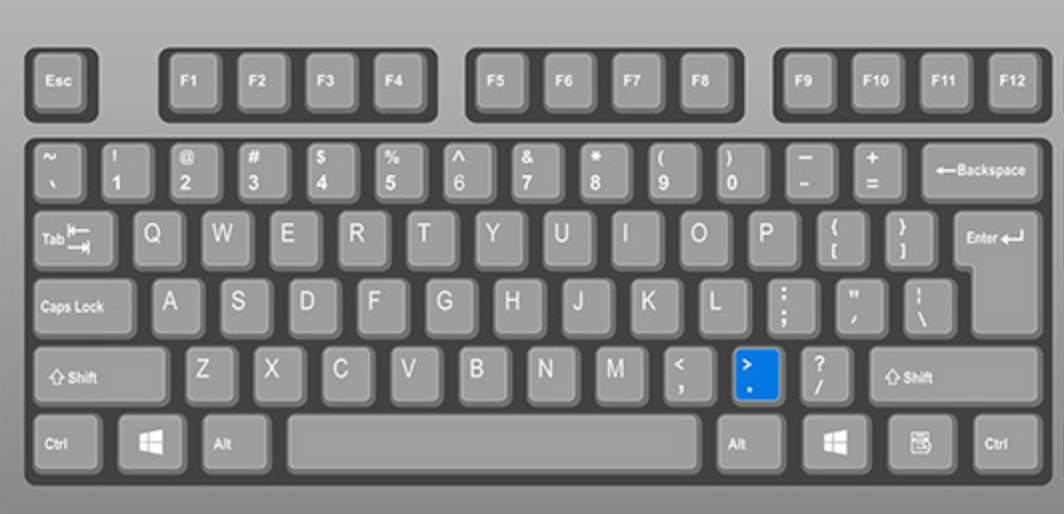 Esc F1 F2 F3 F4 F5 F6 F7 F8 F9 F10 F11 F12
~ ! @ # $ % ^ & * ( ) — + ←Backspace
` 1 2 3 4 5 6 7 8 9 0 - =
Tab Q W E R T Y U I O P { } Enter
[ ]
Caps Lock A S D F G H J K L : " ¦
; ' \
Shift Z X C V B N M < > ? Shift
, . /
Ctrl Alt Alt Ctrl